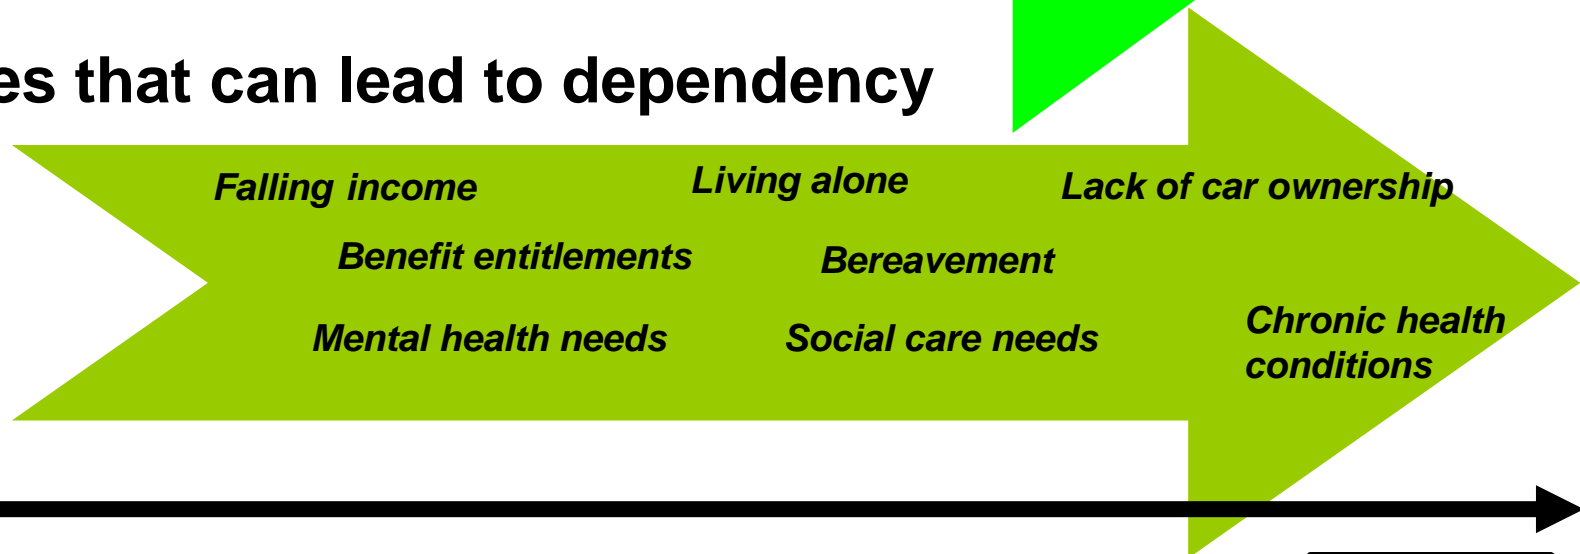 es that can lead to dependency
Falling income
Living alone
Lack of car ownership
Benefit entitlements
Bereavement
Mental health needs
Social care needs
Chronic health
conditions